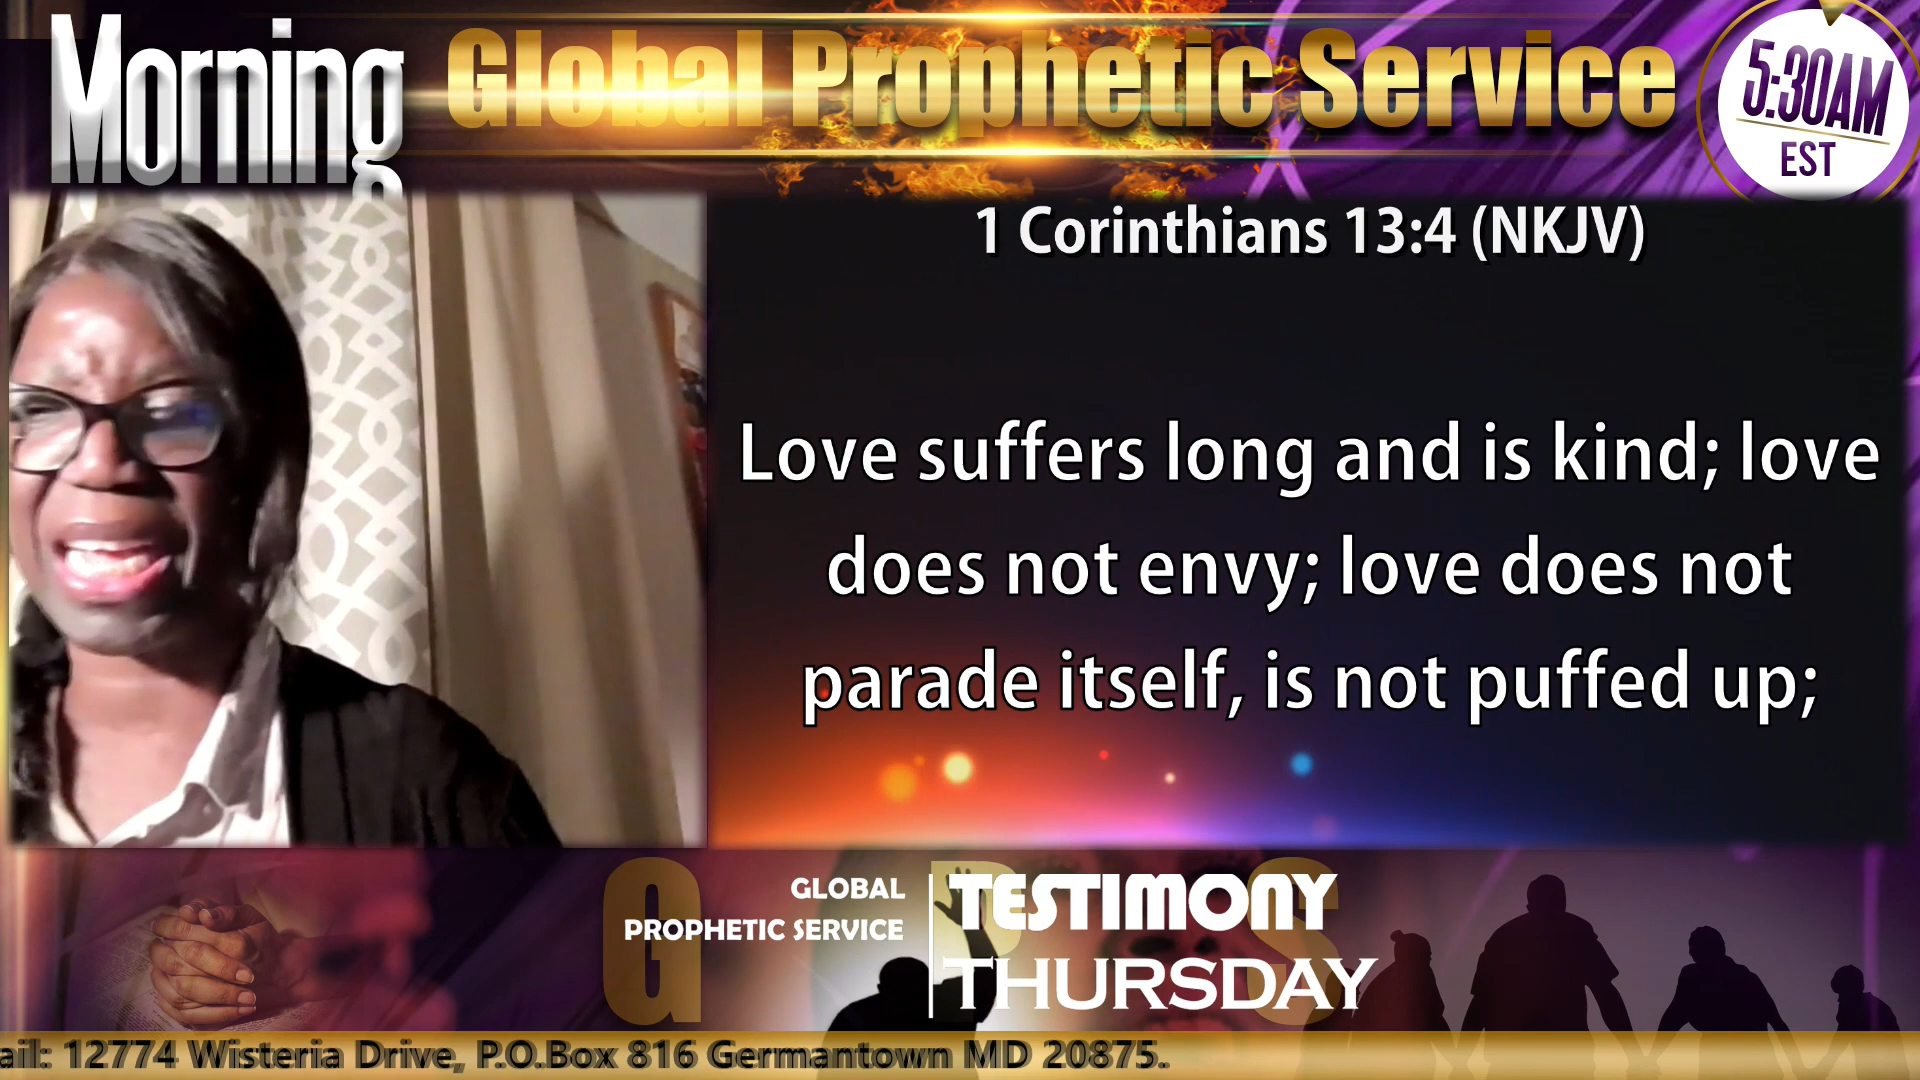 Morning
Global Prophetic Service
5:30AM
EST
1 Corinthians 13:4 (NKJV)
Love suffers long and is kind; love
does not envy; love does not
parade itself, is not puffed up;
GPS
GLOBAL
PROPHETIC SERVICE
TESTIMONY
THURSDAY
ail: 12774 Wisteria Drive, P.O.Box 816 Germantown MD 20875.